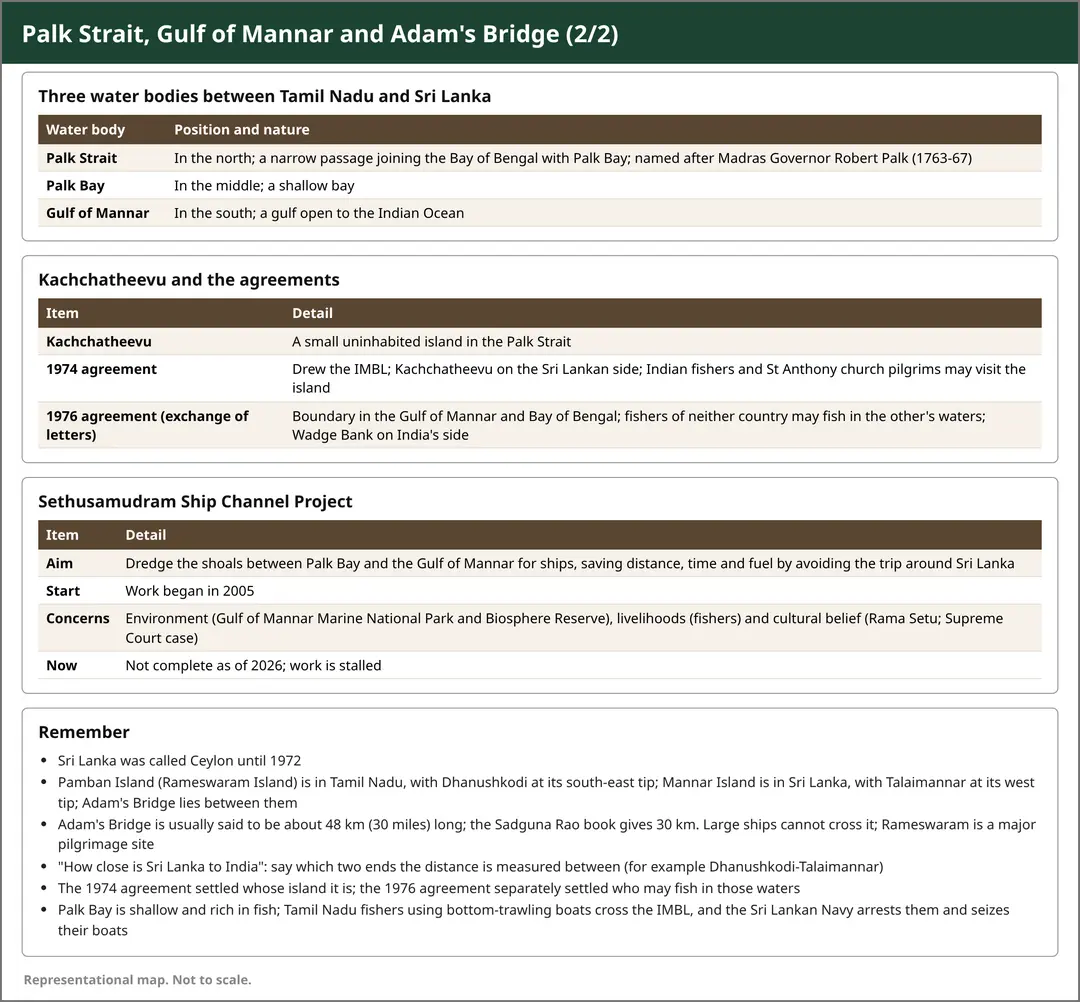 Palk Strait, Gulf of Mannar and Adam's Bridge (2/2)
Three water bodies between Tamil Nadu and Sri Lanka
Water body Position and nature
Palk Strait In the north; a narrow passage joining the Bay of Bengal with Palk Bay; named after Madras Governor Robert Palk (1763-67)
Palk Bay In the middle; a shallow bay
Gulf of Mannar In the south; a gulf open to the Indian Ocean
Kachchatheevu and the agreements
Item Detail
Kachchatheevu A small uninhabited island in the Palk Strait
1974 agreement Drew the IMBL; Kachchatheevu on the Sri Lankan side; Indian fishers and St Anthony church pilgrims may visit the
island
1976 agreement (exchange of Boundary in the Gulf of Mannar and Bay of Bengal; fishers of neither country may fish in the other's waters;
letters) Wadge Bank on India's side
Sethusamudram Ship Channel Project
Item Detail
Aim Dredge the shoals between Palk Bay and the Gulf of Mannar for ships, saving distance, time and fuel by avoiding the trip around Sri Lanka
Start Work began in 2005
Concerns Environment (Gulf of Mannar Marine National Park and Biosphere Reserve), livelihoods (fishers) and cultural belief (Rama Setu; Supreme
Court case)
Now Not complete as of 2026; work is stalled
Remember
• Sri Lanka was called Ceylon until 1972
• Pamban Island (Rameswaram Island) is in Tamil Nadu, with Dhanushkodi at its south-east tip; Mannar Island is in Sri Lanka, with Talaimannar at its west
tip; Adam's Bridge lies between them
• Adam's Bridge is usually said to be about 48 km (30 miles) long; the Sadguna Rao book gives 30 km. Large ships cannot cross it; Rameswaram is a major
pilgrimage site
• "How close is Sri Lanka to India": say which two ends the distance is measured between (for example Dhanushkodi-Talaimannar)
• The 1974 agreement settled whose island it is; the 1976 agreement separately settled who may fish in those waters
• Palk Bay is shallow and rich in fish; Tamil Nadu fishers using bottom-trawling boats cross the IMBL, and the Sri Lankan Navy arrests them and seizes
their boats
Representational map. Not to scale.